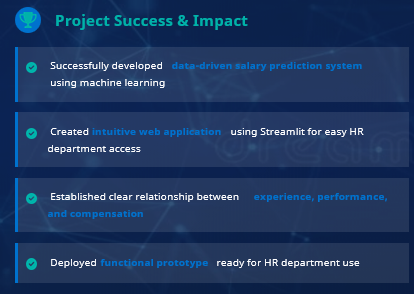 Project Success & Impact
Successfully developed data-driven salary prediction system
using machine learning
Created intuitive web application using Streamlit for easy HR
department access
Established clear relationship between experience, performance,
and compensation
Deployed functional prototype ready for HR department use